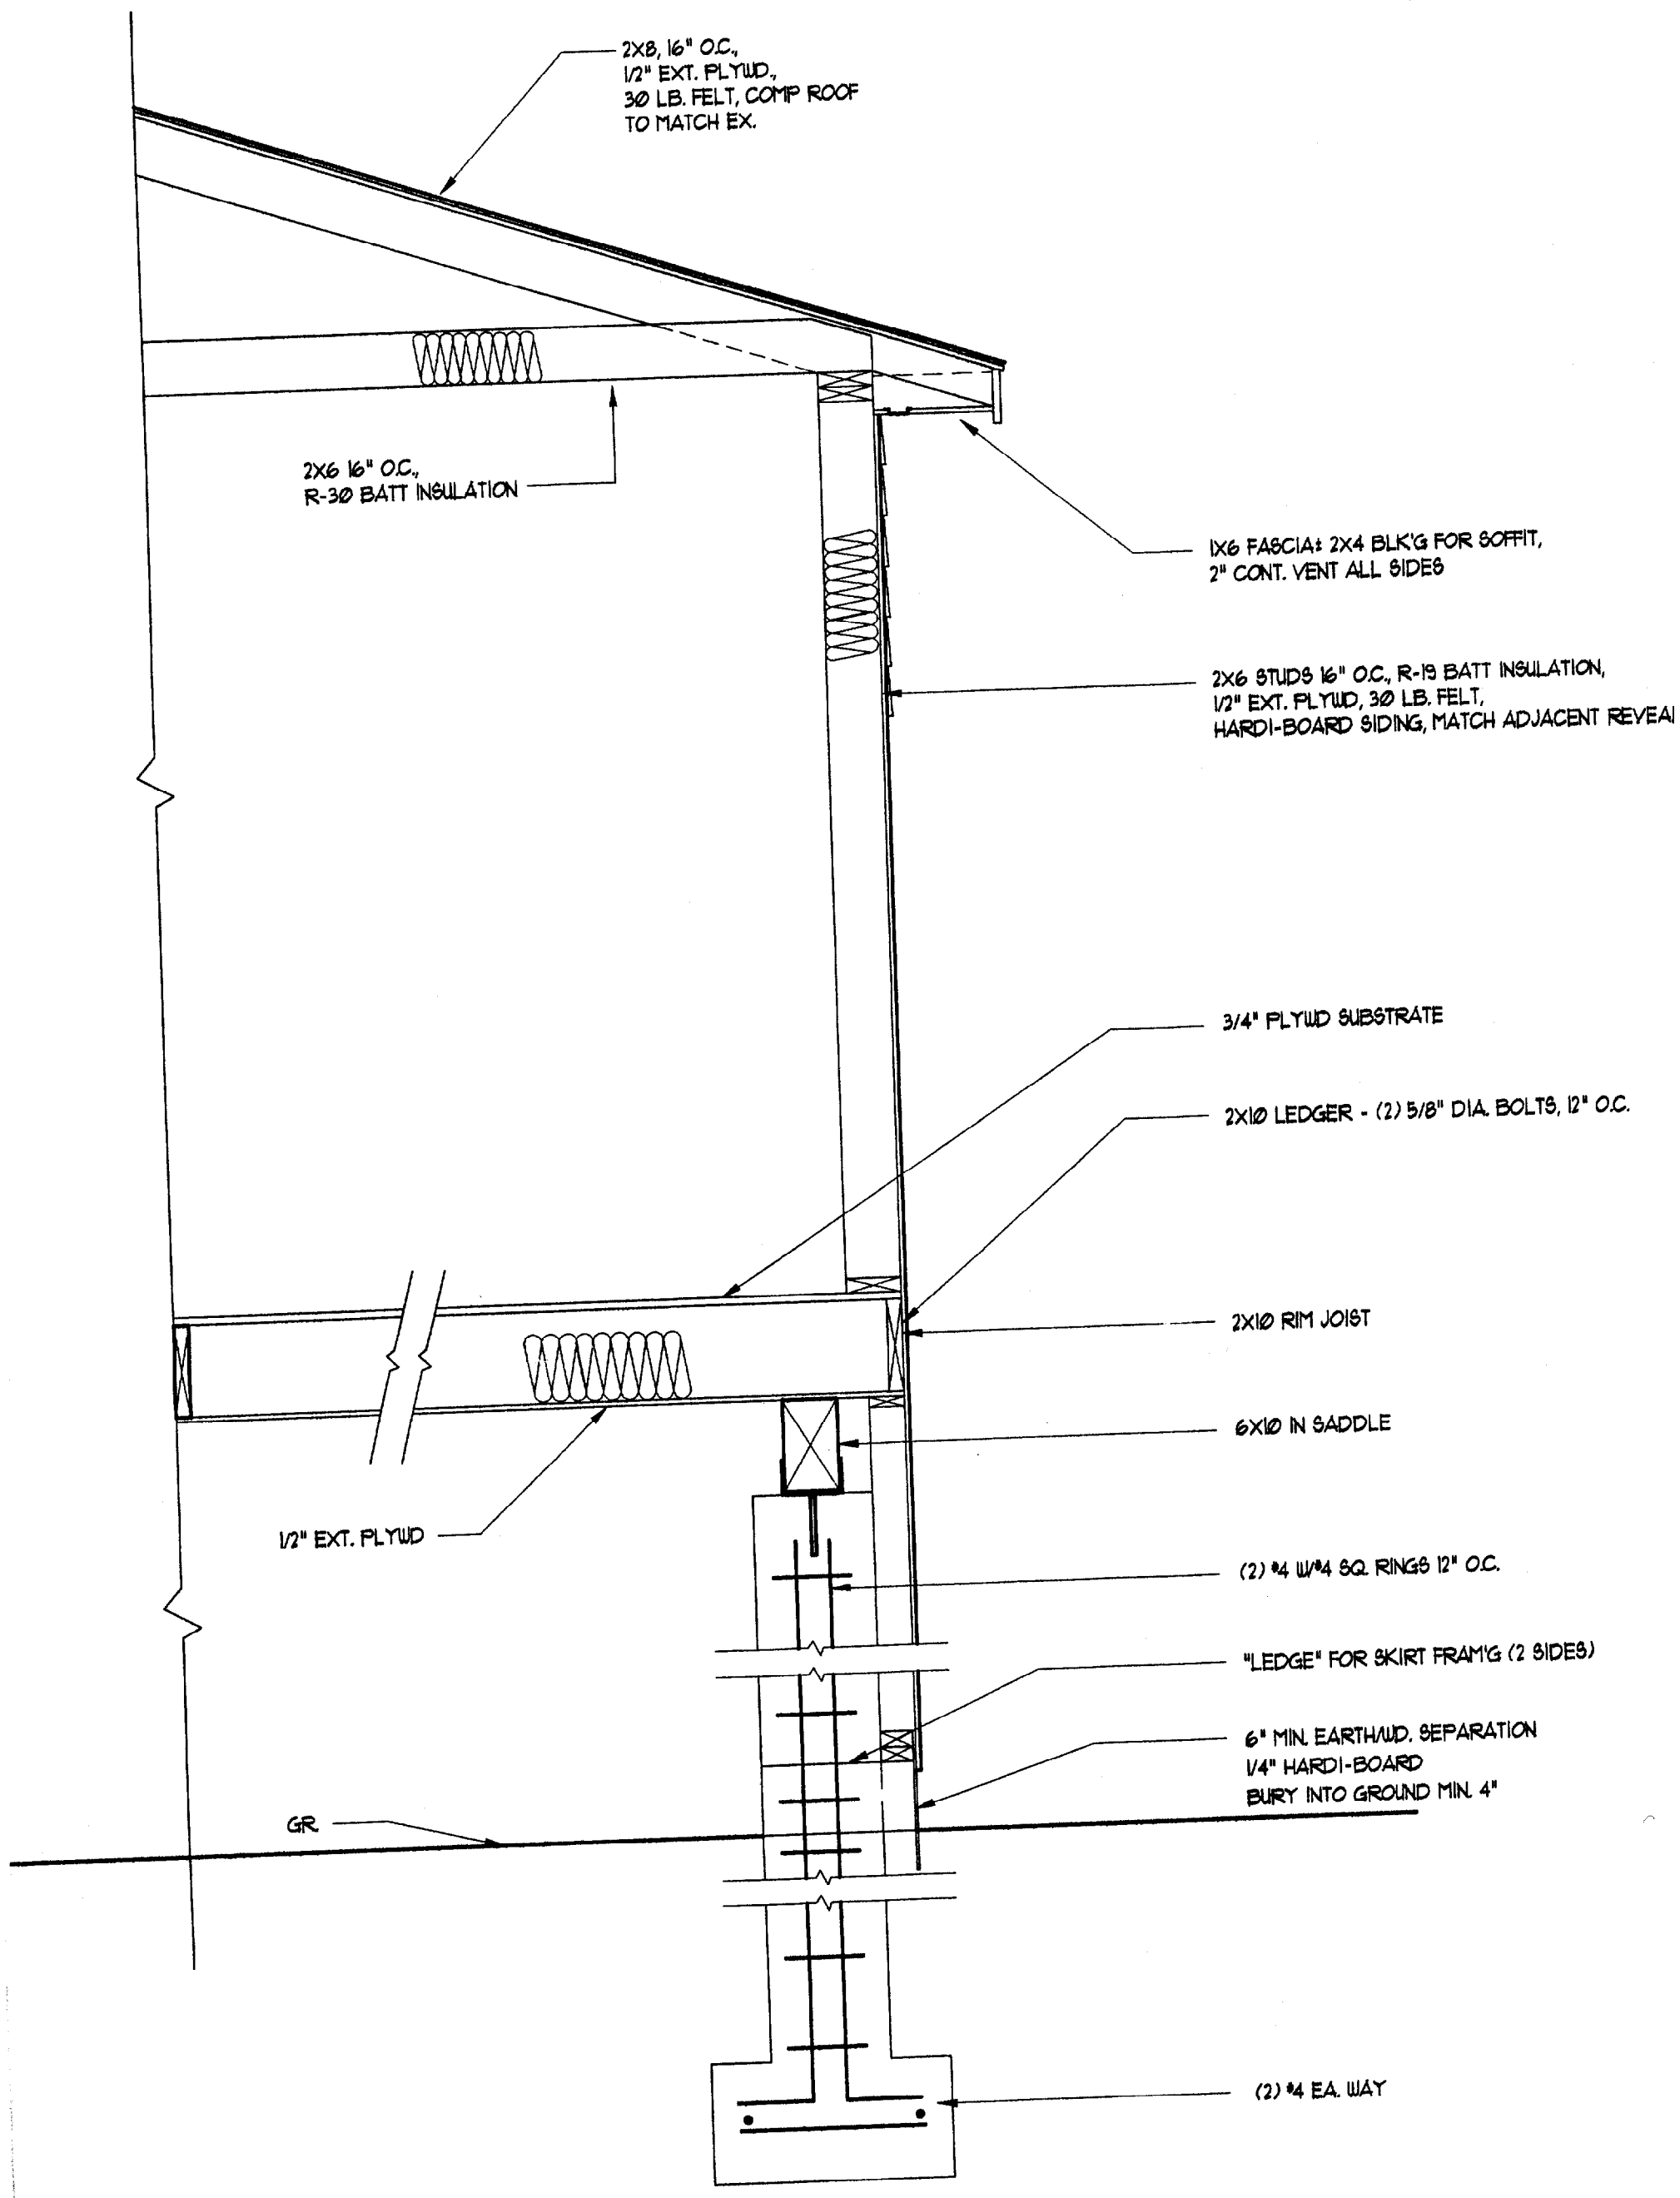 2X8, 16" O.C.,
1/2" EXT. PLYWD.,
30 LB. FELT, COMP ROOF
TO MATCH EX.
2X6 16" O.C.,
R-30 BATT INSULATION
1X6 FASCIA: 2X4 BLK'G FOR SOFFIT,
2" CONT. VENT ALL SIDES
2X6 STUDS 16" O.C., R-19 BATT INSULATION,
1/2" EXT. PLYWD, 30 LB. FELT,
HARDI-BOARD SIDING, MATCH ADJACENT REVEAL
3/4" PLYWD SUBSTRATE
2X10 LEDGER - (2) 5/8" DIA. BOLTS, 12" O.C.
2X10 RIM JOIST
6X10 IN SADDLE
1/2" EXT. PLYWD
(2) #4 W/#4 SQ. RINGS 12" O.C.
"LEDGE" FOR SKIRT FRAM'G (2 SIDES)
6" MIN. EARTH/WD. SEPARATION
1/4" HARDI-BOARD
BURY INTO GROUND MIN. 4"
GR.
(2) #4 EA. WAY